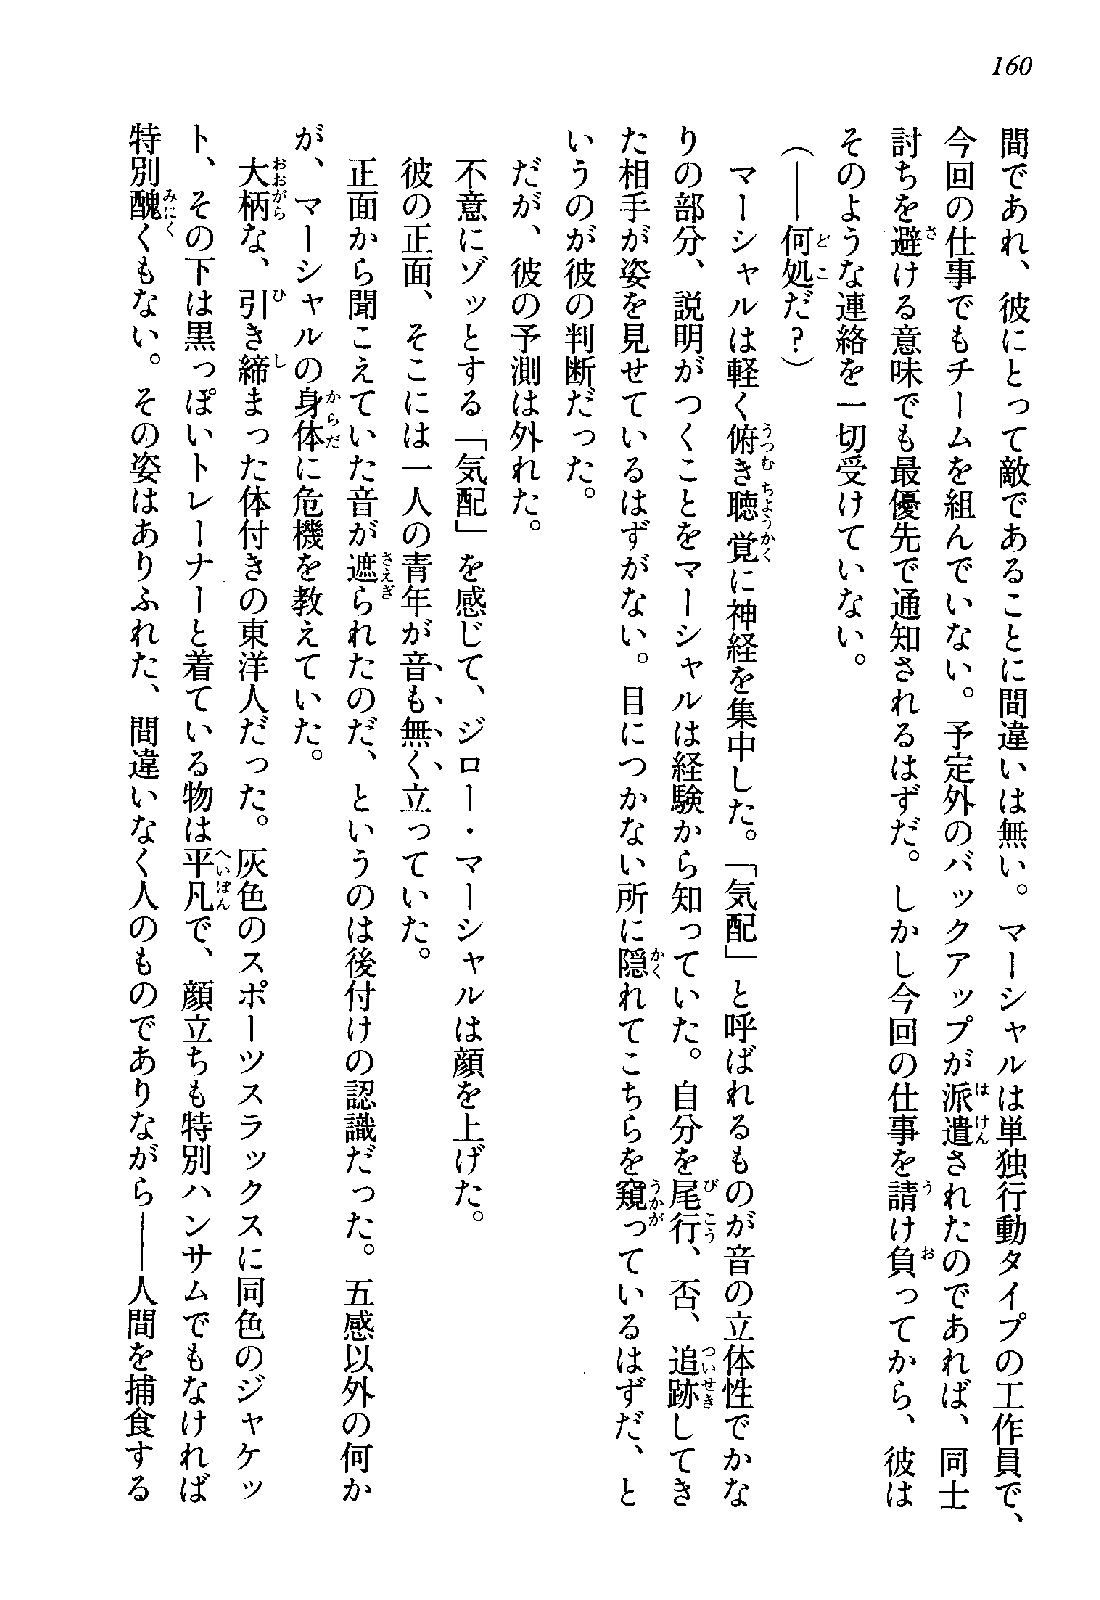 160
間であれ、彼にとって敵であることに間違いは無い。マーシャルは単独行動タイプの工作員で、
今回の仕事でもチームを組んでいない。予定外のバックアップが派遣されたのであれば、同士
討ちを避ける意味でも最優先で通知されるはずだ。しかし今回の仕事を請け負ってから、彼は
そのような連絡を一切受けていない。
（――何処だ？）
マーシャルは軽く俯き聴覚に神経を集中した。「気配」と呼ばれるものが音の立体性でかな
りの部分、説明がつくことをマーシャルは経験から知っていた。自分を尾行、否、追跡してき
た相手が姿を見せているはずがない。目につかない所に隠れてこちらを窺っているはずだ、と
いうのが彼の判断だった。
だが、彼の予測は外れた。
不意にゾッとする「気配」を感じて、ジロー・マーシャルは顔を上げた。
彼の正面、そこには一人の青年が音も無く立っていた。
正面から聞こえていた音が遮られたのだ、というのは後付けの認識だった。五感以外の何か
が、マーシャルの身体に危機を教えていた。
大柄な、引き締まった体付きの東洋人だった。灰色のスポーツスラックスに同色のジャケッ
ト、その下は黒っぽいトレーナーと着ている物は平凡で、顔立ちも特別ハンサムでもなければ
特別醜くもない。その姿はありふれた、間違いなく人のものでありながら――人間を捕食する